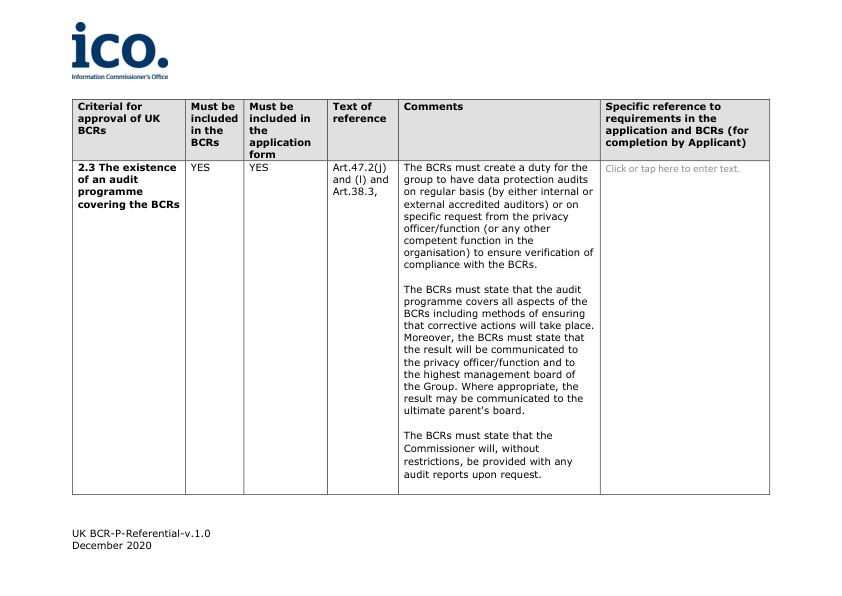 ico.
Information Commissioner's Office
Criterial for
approval of UK
BCRs
Must be
included
in the
BCRs
Must be
included in
the
application
form
Text of
reference
Comments
Specific reference to
requirements in the
application and BCRs (for
completion by Applicant)
2.3 The existence
of an audit
programme
covering the BCRs
YES
YES
Art.47.2(j)
and (l) and
Art.38.3,
The BCRs must create a duty for the
group to have data protection audits
on regular basis (by either internal or
external accredited auditors) or on
specific request from the privacy
officer/function (or any other
competent function in the
organisation) to ensure verification of
compliance with the BCRs.
The BCRs must state that the audit
programme covers all aspects of the
BCRs including methods of ensuring
that corrective actions will take place.
Moreover, the BCRs must state that
the result will be communicated to
the privacy officer/function and to
the highest management board of
the Group. Where appropriate, the
result may be communicated to the
ultimate parent's board.
The BCRs must state that the
Commissioner will, without
restrictions, be provided with any
audit reports upon request.
Click or tap here to enter text.
UK BCR-P-Referential-v.1.0
December 2020